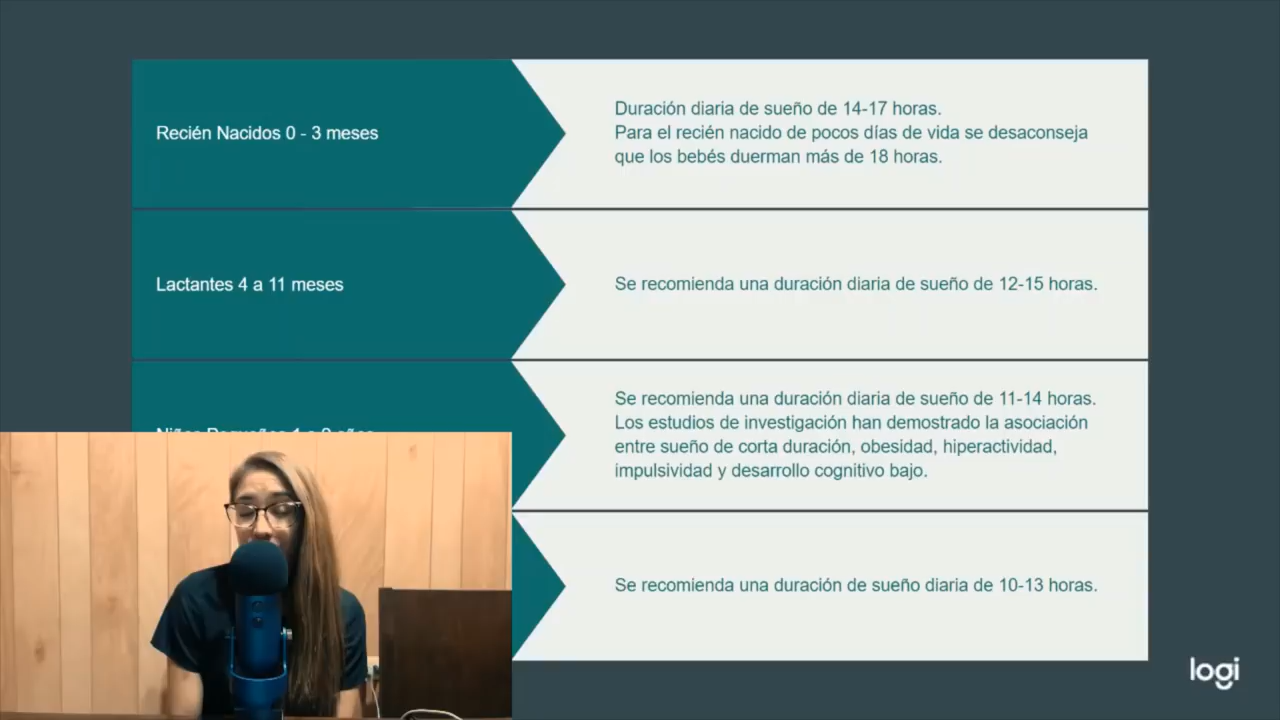 Recién Nacidos 0 - 3 meses
Duración diaria de sueño de 14-17 horas.
Para el recién nacido de pocos días de vida se desaconseja
que los bebés duerman más de 18 horas.
Lactantes 4 a 11 meses
Se recomienda una duración diaria de sueño de 12-15 horas.
Se recomienda una duración diaria de sueño de 11-14 horas.
Los estudios de investigación han demostrado la asociación
entre sueño de corta duración, obesidad, hiperactividad,
impulsividad y desarrollo cognitivo bajo.
Se recomienda una duración de sueño diaria de 10-13 horas.
logi